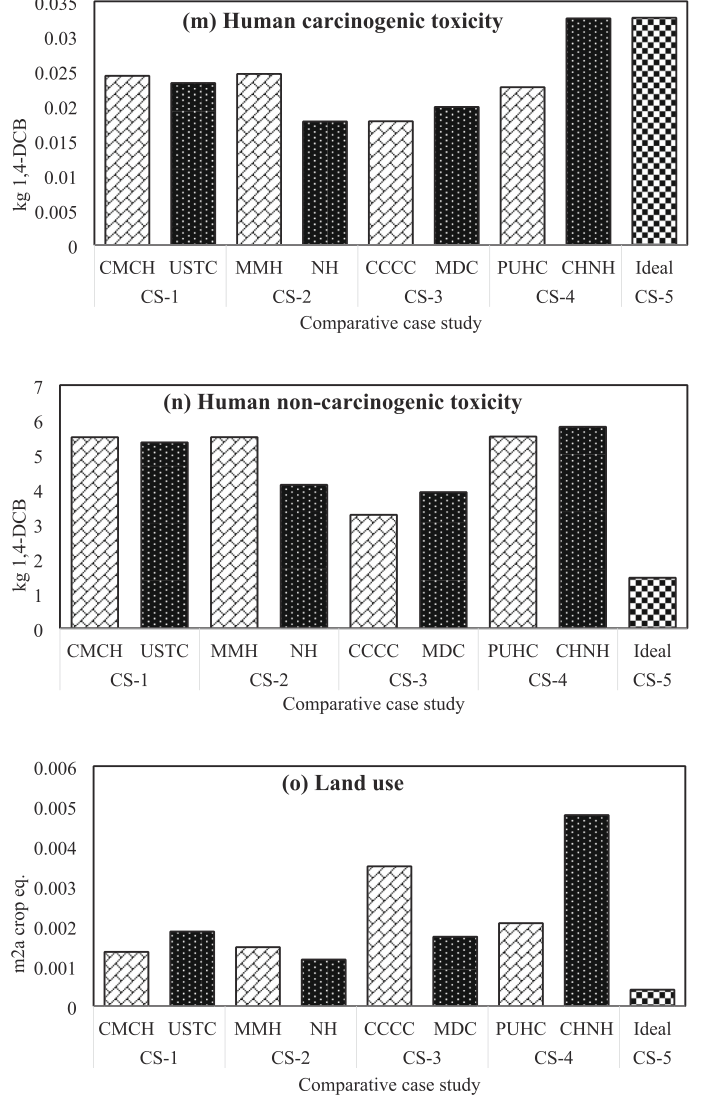 (m) Human carcinogenic toxicity
0.035
0.03
0.025
0.02
0.015
0.01
0.005
0
kg 1,4-DCB
CMCH USTC MMH NH CCCC MDC PUHC CHNH Ideal
CS-1 CS-2 CS-3 CS-4 CS-5
Comparative case study
(n) Human non-carcinogenic toxicity
7
6
5
4
3
2
1
0
kg 1,4-DCB
CMCH USTC MMH NH CCCC MDC PUHC CHNH Ideal
CS-1 CS-2 CS-3 CS-4 CS-5
Comparative case study
(o) Land use
0.006
0.005
0.004
0.003
0.002
0.001
0
m2a crop eq.
CMCH USTC MMH NH CCCC MDC PUHC CHNH Ideal
CS-1 CS-2 CS-3 CS-4 CS-5
Comparative case study